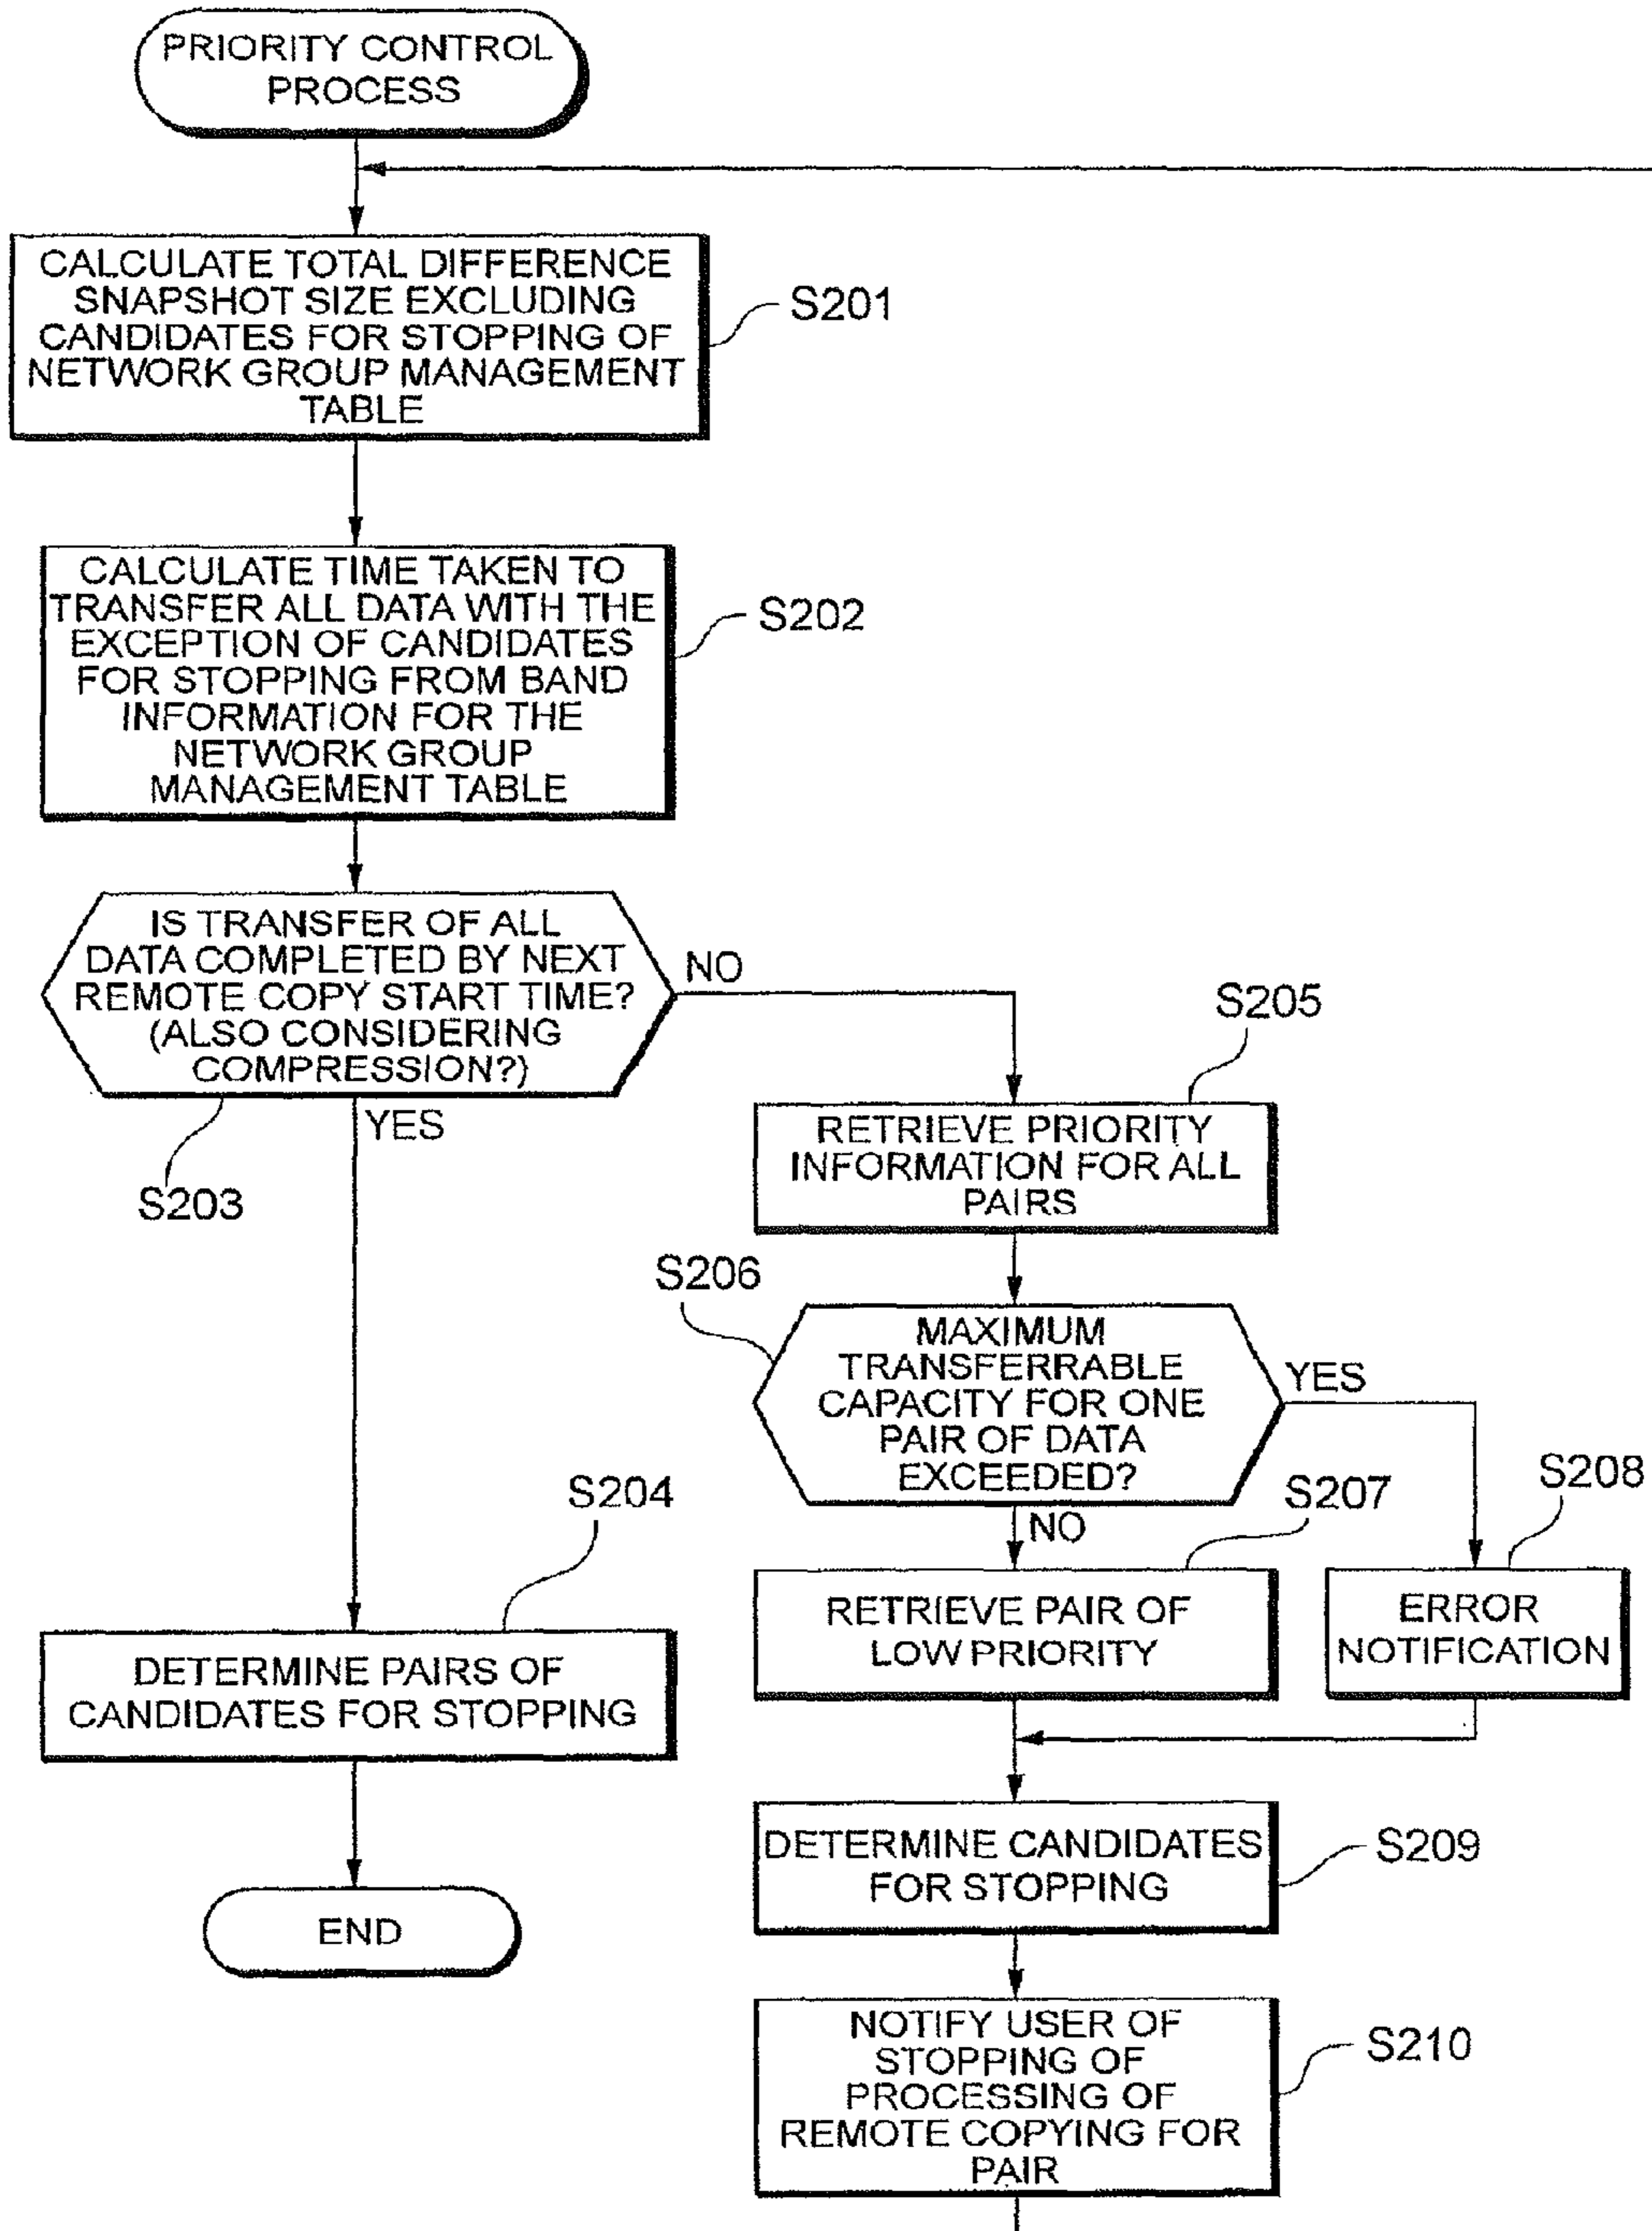 PRIORITY CONTROL
PROCESS
CALCULATE TOTAL DIFFERENCE
SNAPSHOT SIZE EXCLUDING
CANDIDATES FOR STOPPING OF
NETWORK GROUP MANAGEMENT
TABLE
S201
CALCULATE TIME TAKEN TO
TRANSFER ALL DATA WITH THE
EXCEPTION OF CANDIDATES
FOR STOPPING FROM BAND
INFORMATION FOR THE
NETWORK GROUP
MANAGEMENT TABLE
S202
IS TRANSFER OF ALL
DATA COMPLETED BY NEXT
REMOTE COPY START TIME?
(ALSO CONSIDERING
COMPRESSION?)
NO
YES
S203
S205
RETRIEVE PRIORITY
INFORMATION FOR ALL
PAIRS
S206
MAXIMUM
TRANSFERRABLE
CAPACITY FOR ONE
PAIR OF DATA
EXCEEDED?
YES
NO
S204
DETERMINE PAIRS OF
CANDIDATES FOR STOPPING
END
S207
RETRIEVE PAIR OF
LOW PRIORITY
S208
ERROR
NOTIFICATION
DETERMINE CANDIDATES
FOR STOPPING
S209
NOTIFY USER OF
STOPPING OF
PROCESSING OF
REMOTE COPYING FOR
PAIR
S210